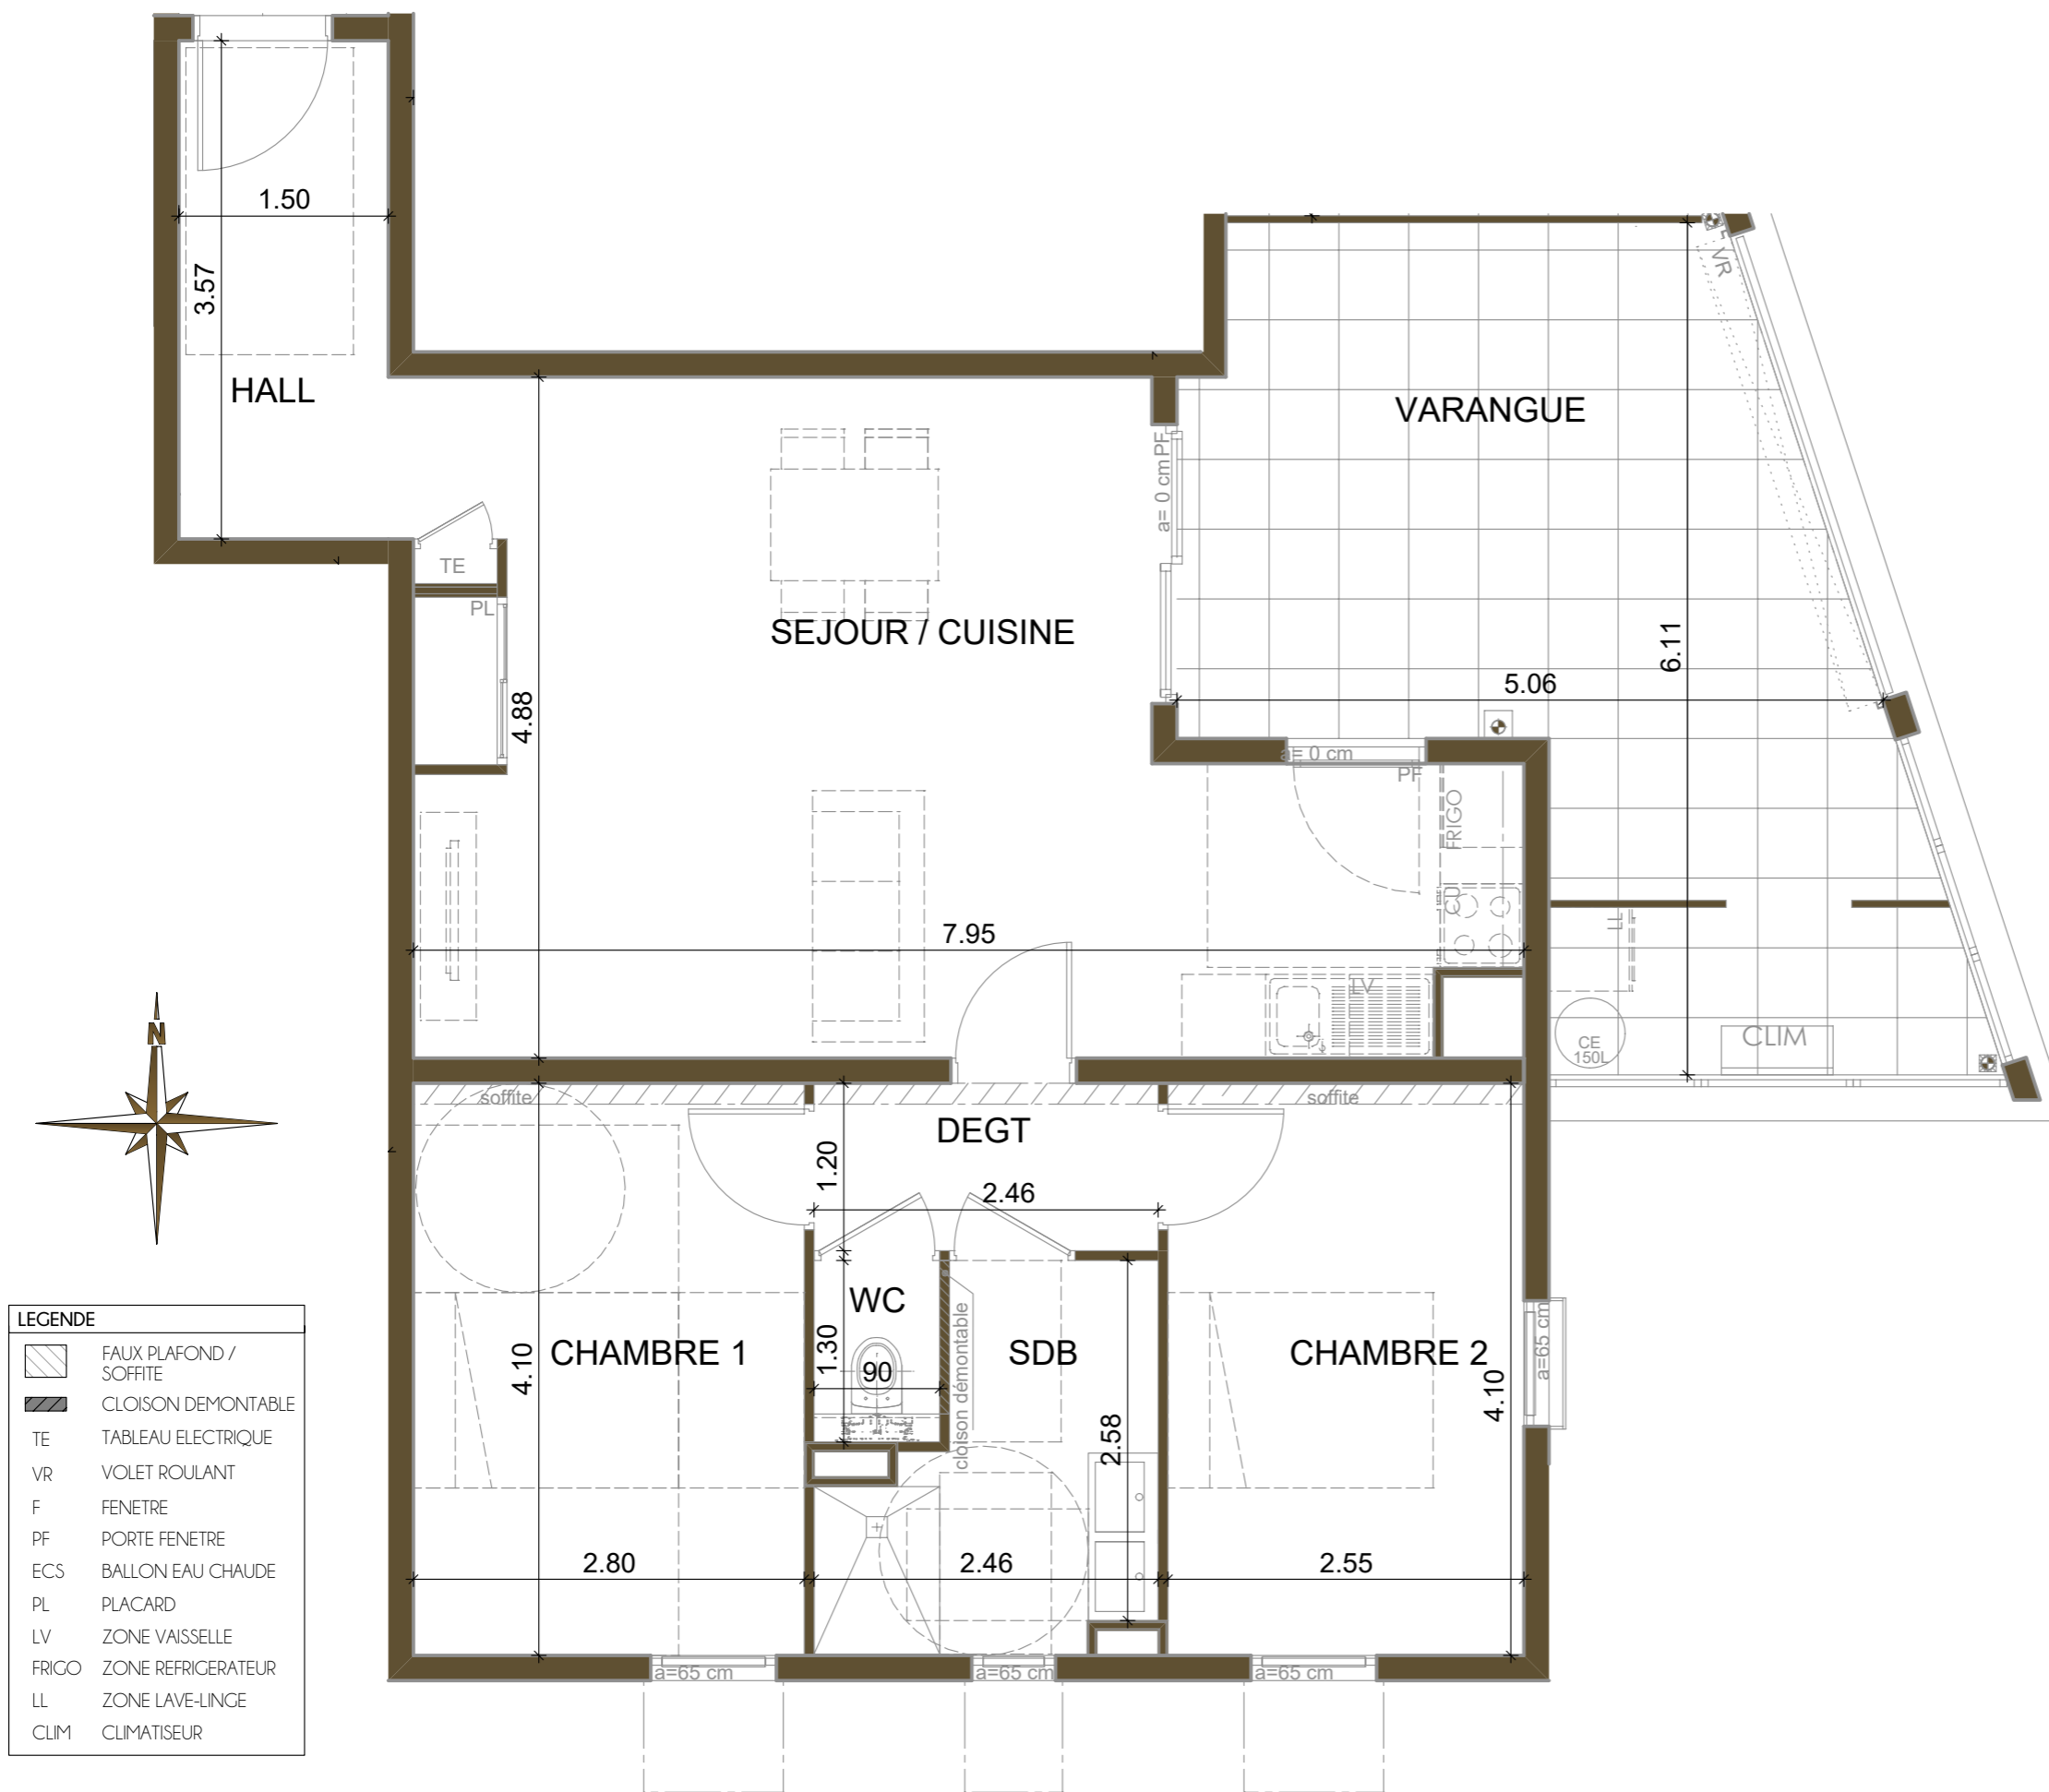 1.50
3.57
HALL
VR
VARANGUE
a= 0 cm PF
TE
PL
SEJOUR / CUISINE
6.11
5.06
4.88
a= 0 cm
PF
FRIGO
LL
7.95
LV
CE
150L
CLIM
N
soffite
soffite
DEGT
1.20
2.46
WC
1.30
90
cloison démontable
SDB
CHAMBRE 1
4.10
CHAMBRE 2
4.10
a=65 cm
2.58
2.80
2.46
2.55
a=65 cm
a=65 cm
a=65 cm
LEGENDE
FAUX PLAFOND /
SOFFITE
CLOISON DEMONTABLE
TE TABLEAU ELECTRIQUE
VR VOLET ROULANT
F FENETRE
PF PORTE FENETRE
ECS BALLON EAU CHAUDE
PL PLACARD
LV ZONE VAISSELLE
FRIGO ZONE REFRIGERATEUR
LL ZONE LAVE-LINGE
CLIM CLIMATISEUR